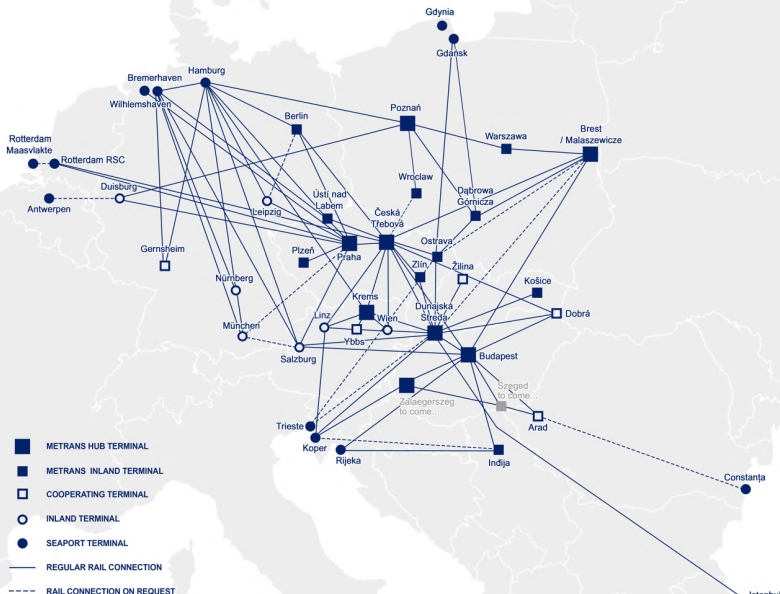 Gdynia
Gdańsk
Bremerhaven
Hamburg
Wilhlemshaven
Berlin
Poznań
Warszawa
Brest
/ Malaszewicze
Rotterdam
Maasvlakte
Rotterdam RSC
Duisburg
Antwerpen
Leipzig
Ústí nad
Labem
Wrocław
Česká
Třebová
Dąbrowa
Górnicza
Gernsheim
Plzeň
Praha
Ostrava
Zlín
Žilina
Košice
Nürnberg
Krems
Dunajská
Streda
Linz
Wien
Dobrá
München
Ybbs
Salzburg
Budapest
Zalaegerszeg
to come...
Szeged
to come...
Arad
Trieste
Koper
Rijeka
Inđija
Constanța
METRANS HUB TERMINAL
METRANS INLAND TERMINAL
COOPERATING TERMINAL
INLAND TERMINAL
SEAPORT TERMINAL
REGULAR RAIL CONNECTION
RAIL CONNECTION ON REQUEST